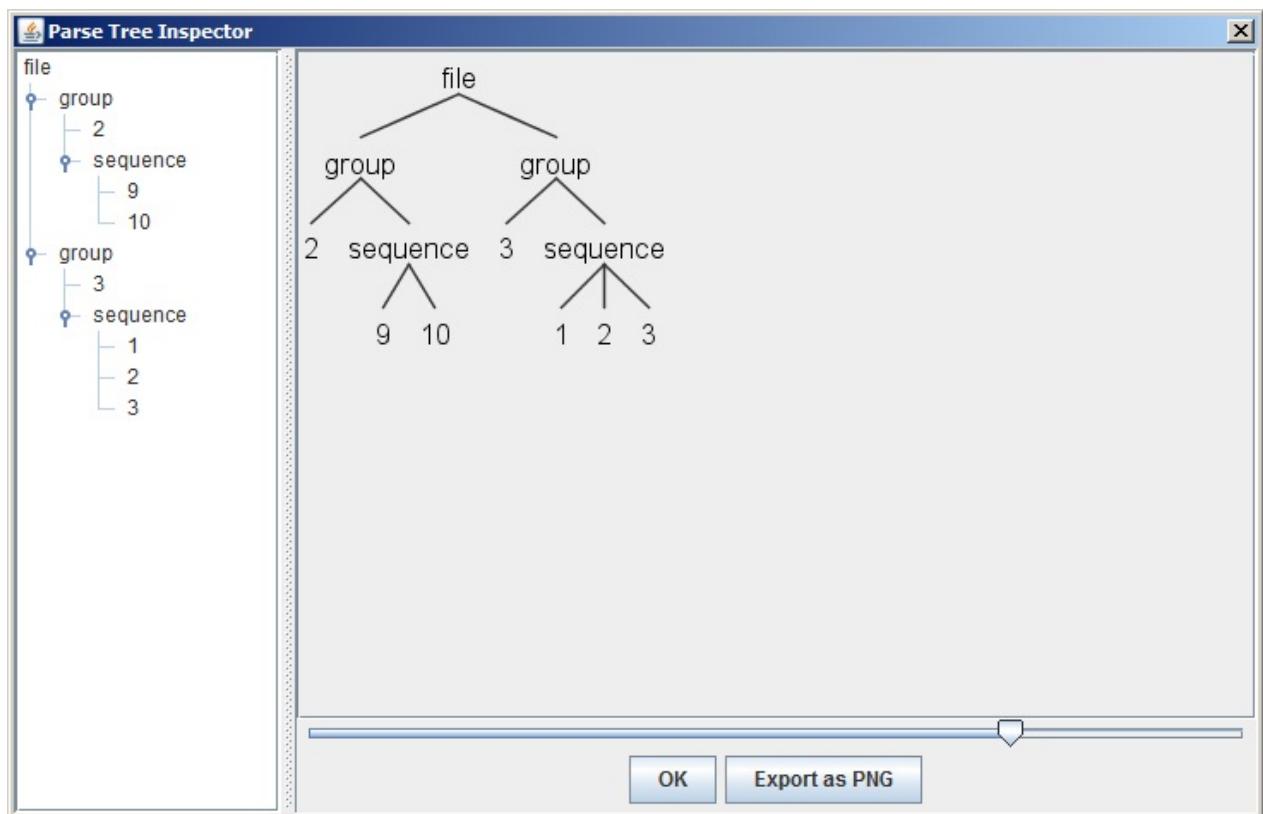 Parse Tree Inspector
file
group
2
sequence
9
10
group
3
sequence
1
2
3
file
group group
2 sequence 3 sequence
9 10 1 2 3
OK Export as PNG